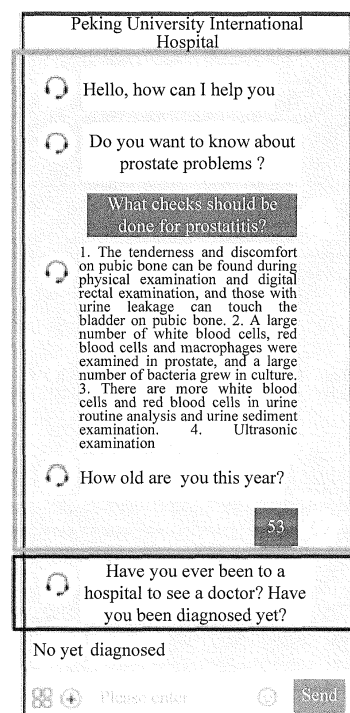 Peking University International
Hospital
Hello, how can I help you
Do you want to know about
prostate problems ?
What checks should be
done for prostatitis?
1. The tenderness and discomfort
on pubic bone can be found during
physical examination and digital
rectal examination, and those with
urine leakage can touch the
bladder on pubic bone. 2. A large
number of white blood cells, red
blood cells and macrophages were
examined in prostate, and a large
number of bacteria grew in culture.
3. There are more white blood
cells and red blood cells in urine
routine analysis and urine sediment
examination. 4. Ultrasonic
examination
How old are you this year?
53
Have you ever been to a
hospital to see a doctor? Have
you been diagnosed yet?
No yet diagnosed
Please enter
Send